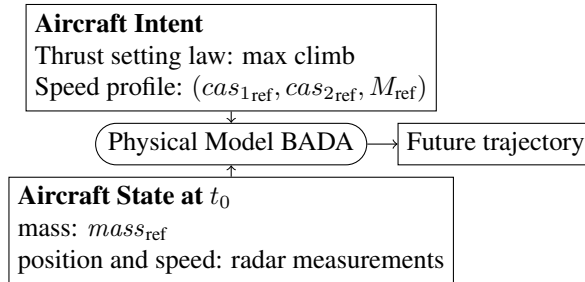 Aircraft Intent
Thrust setting law: max climb
Speed profile: (cas₁ref, cas₂ref, Mref)
Physical Model BADA
Future trajectory
Aircraft State at t₀
mass: massref
position and speed: radar measurements